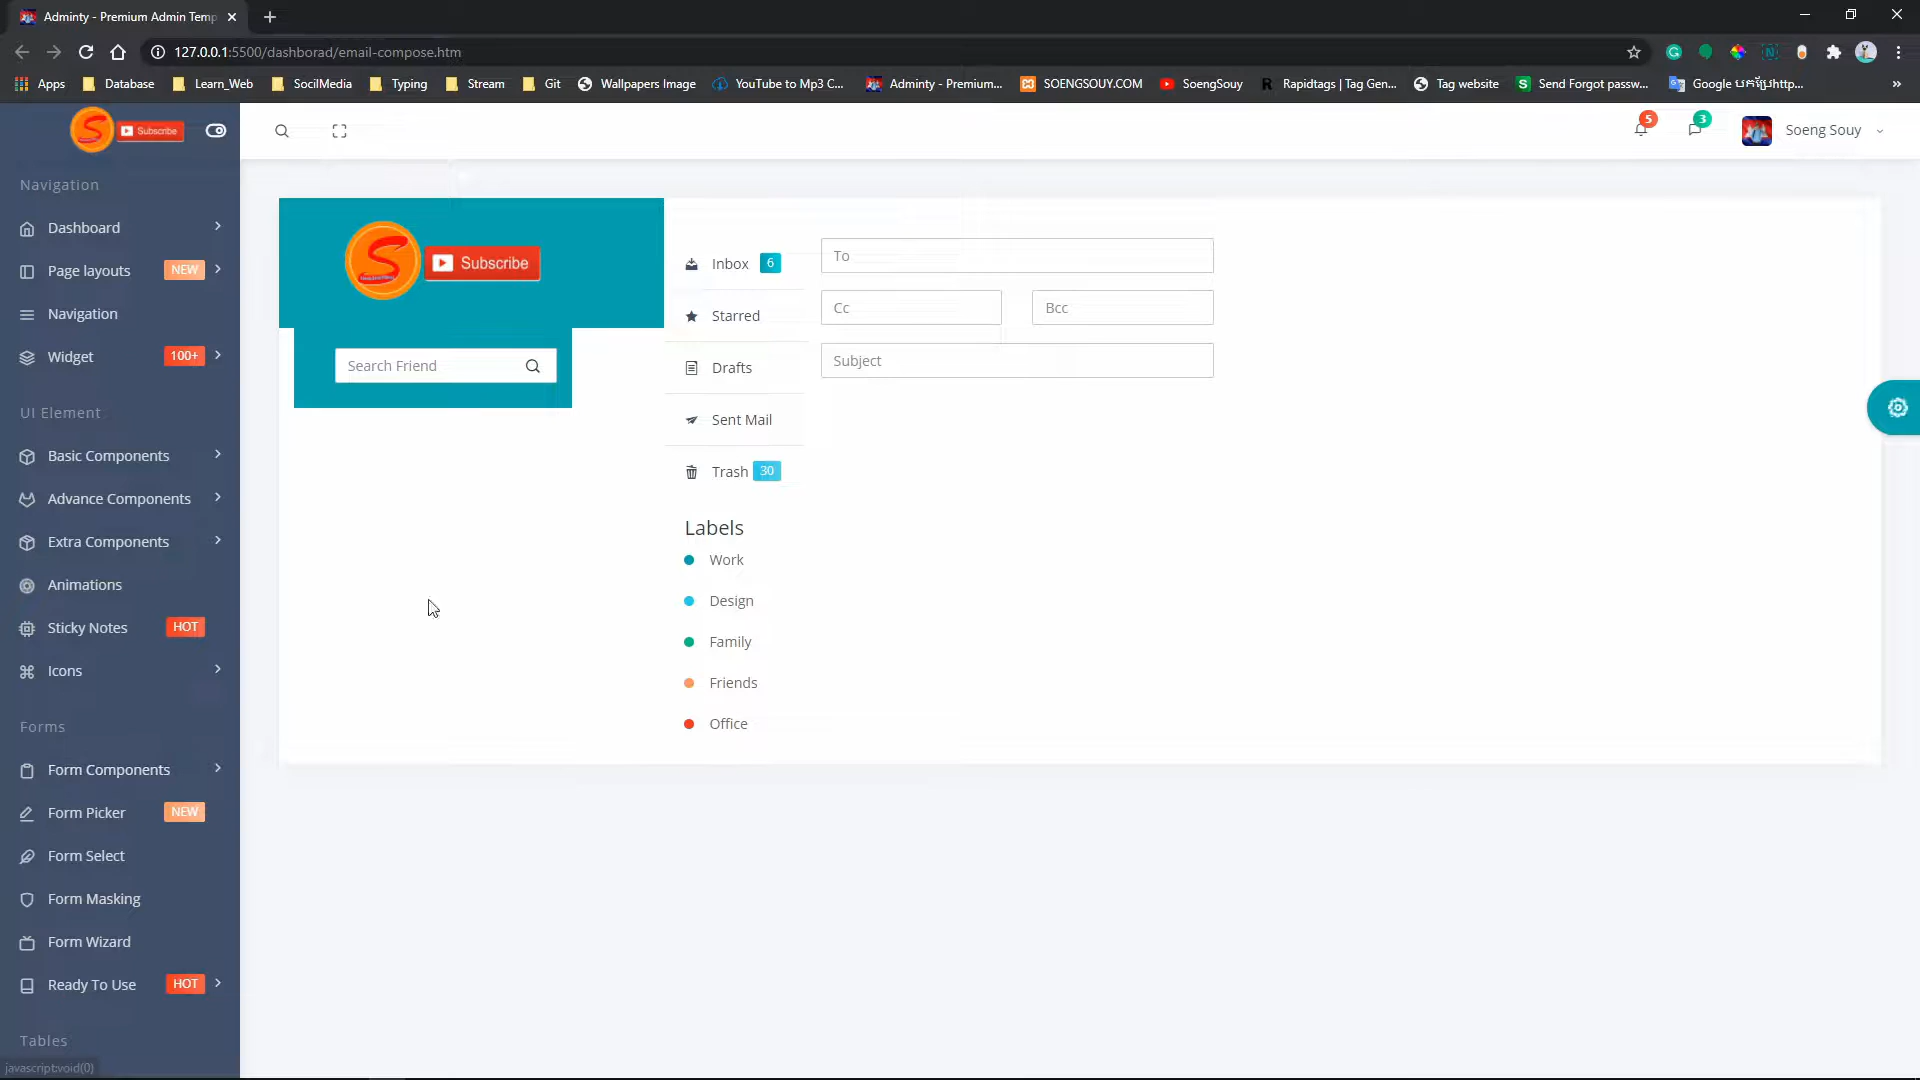 Adminty - Premium Admin Temp
127.0.0.1:5500/dashborad/email-compose.htm
Apps
Database
Learn_Web
SocilMedia
Typing
Stream
Git
Wallpapers Image
YouTube to Mp3 C...
Adminty - Premium...
SOENGSOUY.COM
SoengSouy
Rapidtags | Tag Gen...
Tag website
Send Forgot passw...
Subscribe
5
3
Soeng Souy
Navigation
Dashboard
Page layouts
NEW
Navigation
Widget
100+
UI Element
Basic Components
Advance Components
Extra Components
Animations
Sticky Notes
HOT
Icons
Forms
Form Components
Form Picker
NEW
Form Select
Form Masking
Form Wizard
Ready To Use
HOT
Tables
javascript:void(0)
Subscribe
Search Friend
Inbox
6
Starred
Drafts
Sent Mail
Trash
30
Labels
Work
Design
Family
Friends
Office
To
Cc
Bcc
Subject